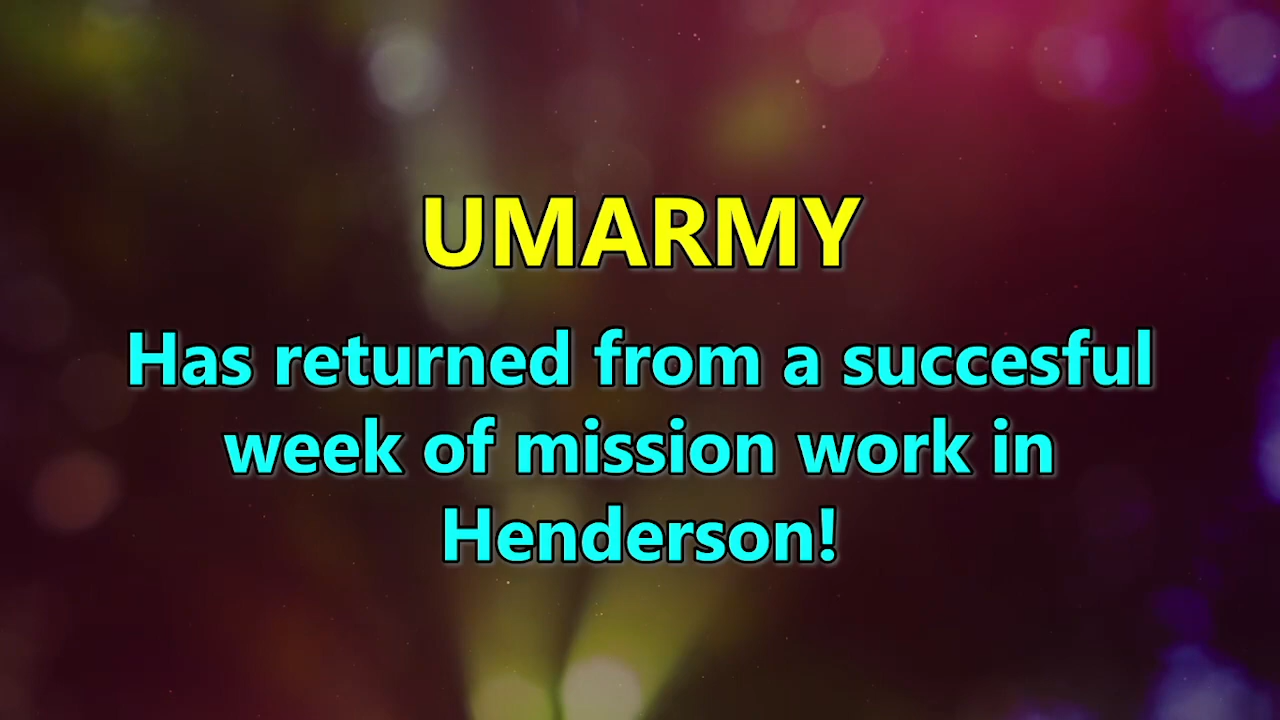 UMARMY
Has returned from a succesful
week of mission work in
Henderson!